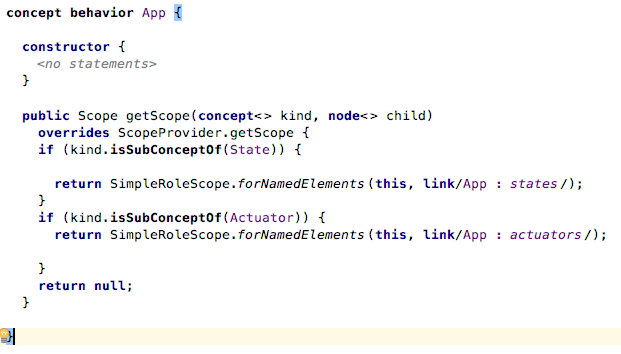 concept behavior App {
constructor {
<no statements>
}
public Scope getScope(concept<> kind, node<> child)
overrides ScopeProvider.getScope {
if (kind.isSubConceptOf(State)) {
return SimpleRoleScope.forNamedElements(this, link/App : states/);
}
if (kind.isSubConceptOf(Actuator)) {
return SimpleRoleScope.forNamedElements(this, link/App : actuators/);
}
return null;
}
}